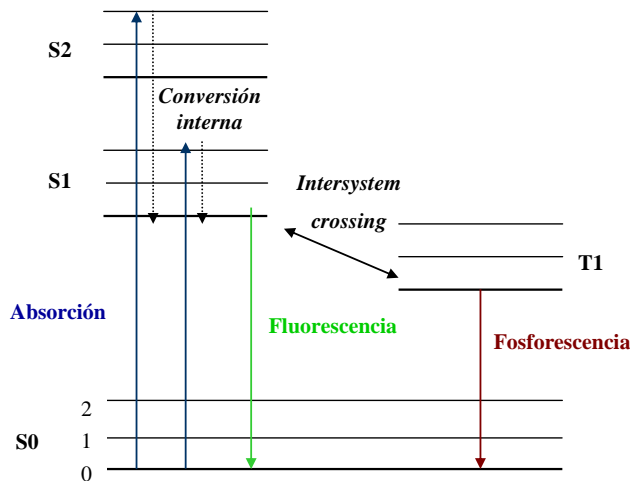 S2
Conversión
interna
S1
Intersystem
crossing
T1
Absorción
Fluorescencia
Fosforescencia
2
S0
1
0